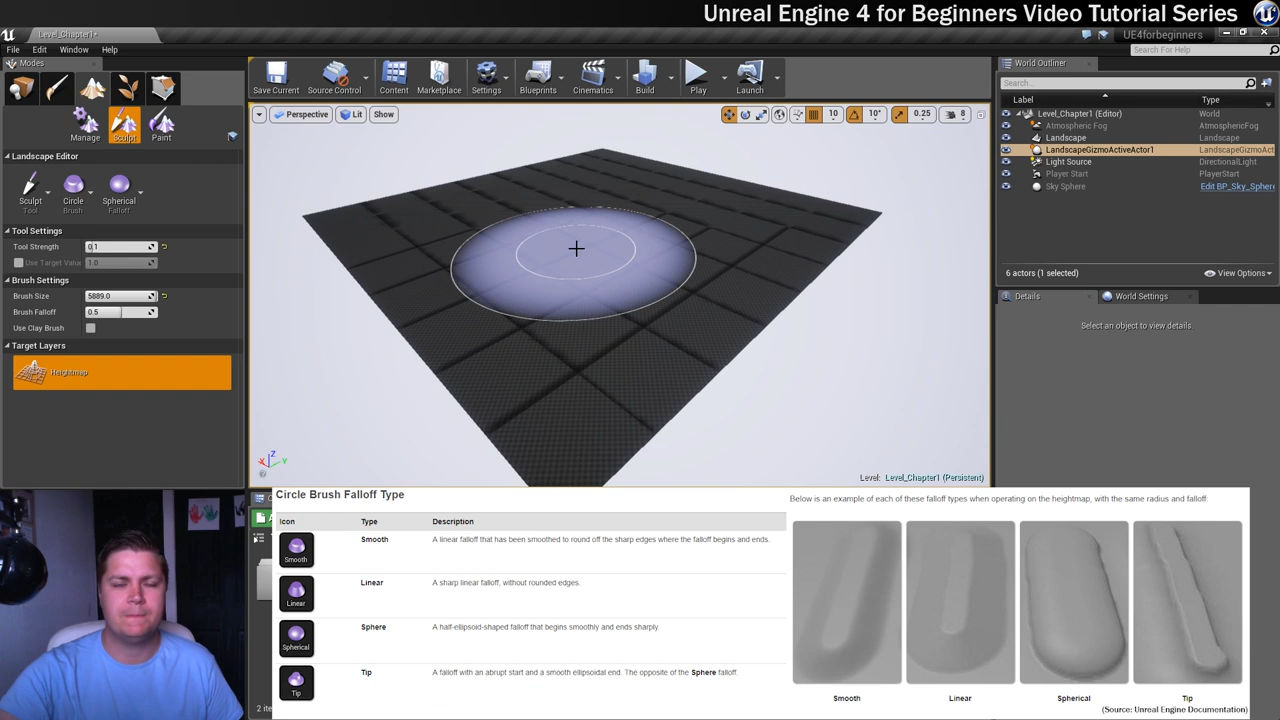 Unreal Engine 4 for Beginners Video Tutorial Series
Level_Chapter1*
UE4forbeginners
File Edit Window Help
Search For Help
Modes
Save Current Source Control Content Marketplace Settings Blueprints Cinematics Build Play Launch
World Outliner
Search...
Label Type
Level_Chapter1 (Editor) World
Atmospheric Fog AtmosphericFog
Landscape Landscape
LandscapeGizmoActiveActor1 LandscapeGizmoAct
Light Source DirectionalLight
Player Start PlayerStart
Sky Sphere Edit BP_Sky_Sphere
6 actors (1 selected) View Options
Details World Settings
Select an object to view details.
Perspective Lit Show 10 10° 0.25 8
Manage Sculpt Paint
Landscape Editor
Sculpt Circle Spherical
Tool Brush Falloff
Tool Settings
Tool Strength 0.1
Use Target Value 1.0
Brush Settings
Brush Size 5889.0
Brush Falloff 0.5
Use Clay Brush
Target Layers
Heightmap
Z
X Y
Level: Level_Chapter1 (Persistent)
Circle Brush Falloff Type
Icon Type Description
Smooth Smooth A linear falloff that has been smoothed to round off the sharp edges where the falloff begins and ends.
Linear Linear A sharp linear falloff, without rounded edges.
Spherical Sphere A half-ellipsoid-shaped falloff that begins smoothly and ends sharply.
Tip Tip A falloff with an abrupt start and a smooth ellipsoidal end. The opposite of the Sphere falloff.
Below is an example of each of these falloff types when operating on the heightmap, with the same radius and falloff:
Smooth Linear Spherical Tip
(Source: Unreal Engine Documentation)